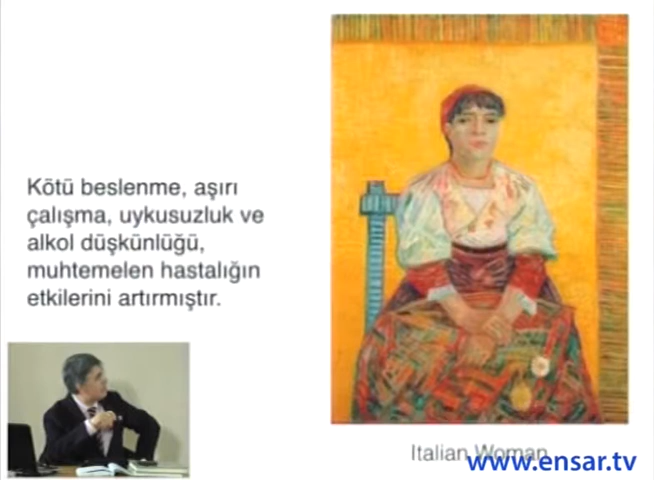 Kötü beslenme, aşırı
çalışma, uykusuzluk ve
alkol düşkünlüğü,
muhtemelen hastalığın
etkilerini artırmıştır.
Italian Woman
www.ensar.tv